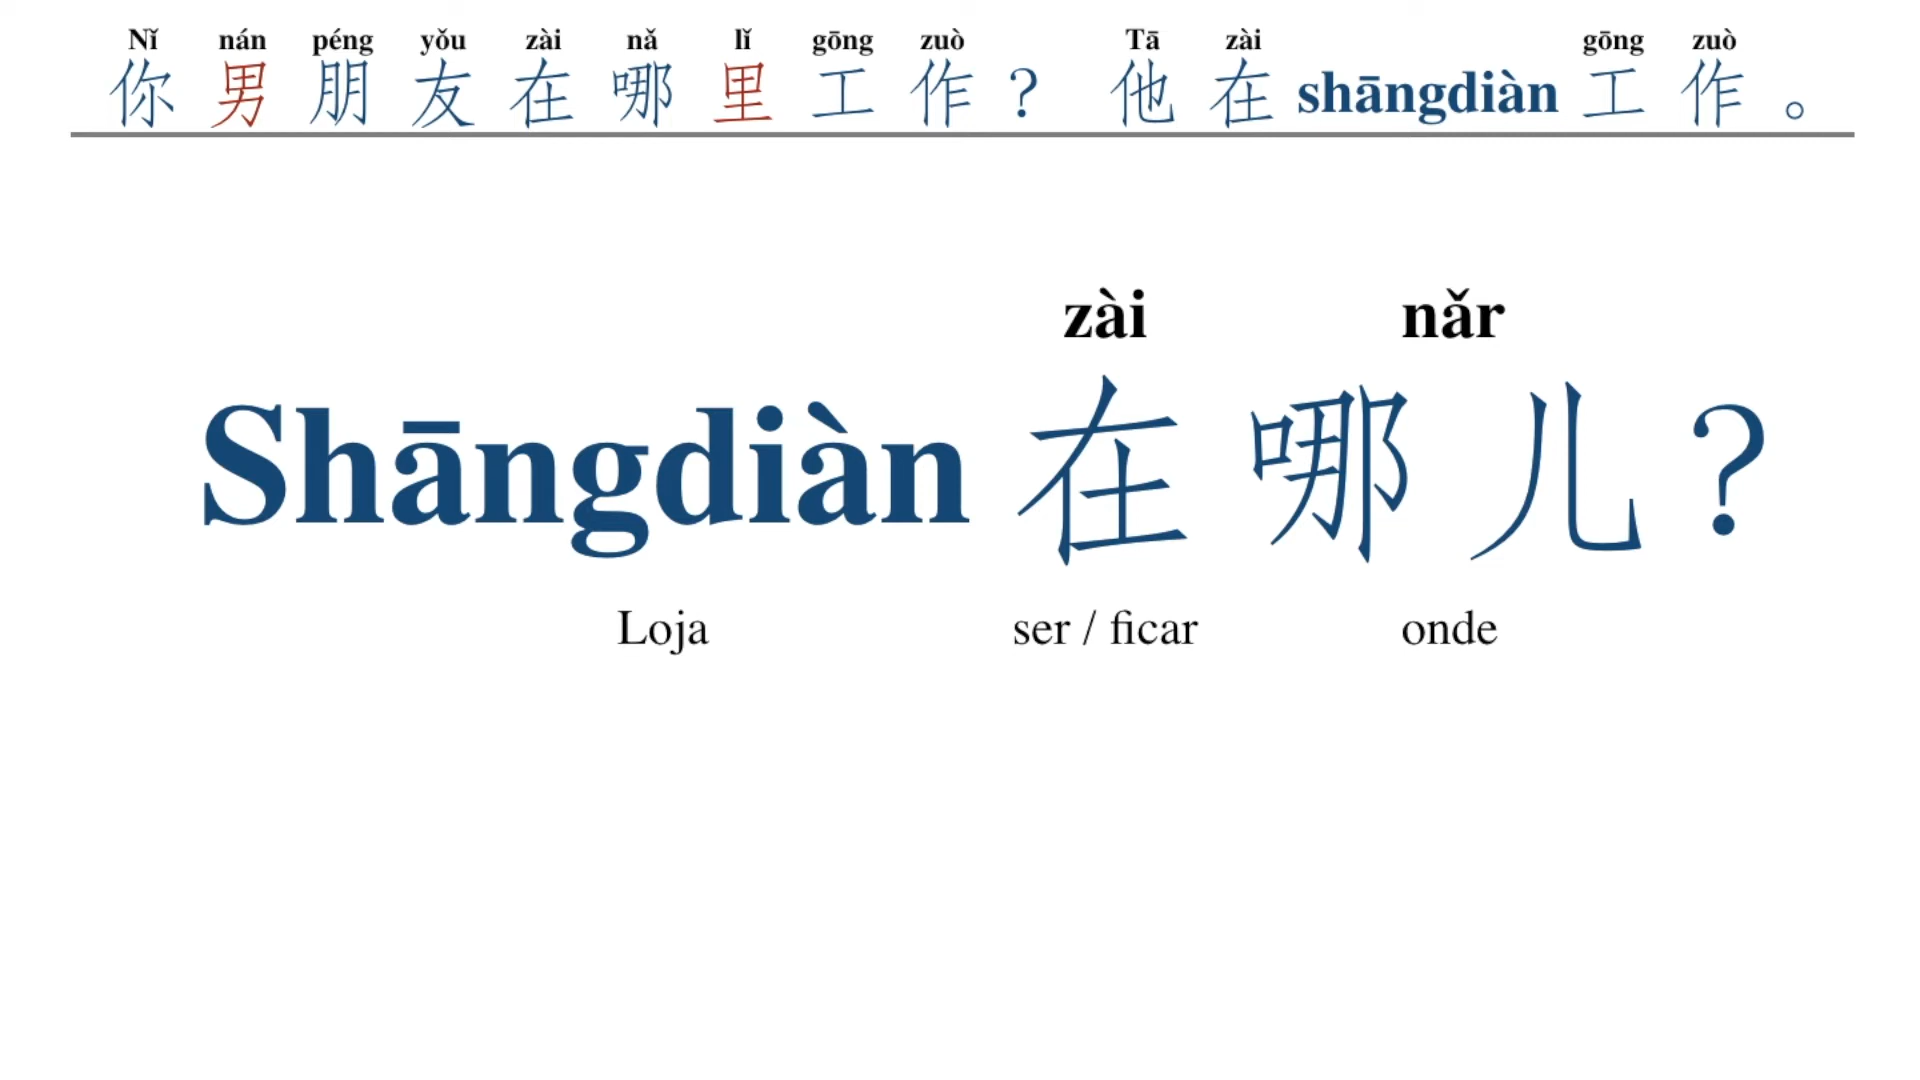 Nǐ nán péng yǒu zài nǎ lǐ gōng zuò Tā zài gōng zuò
你男朋友在哪里工作？ 他在 shāngdiàn 工作。
zài nǎr
Shāngdiàn 在哪儿？
Loja ser / ficar onde